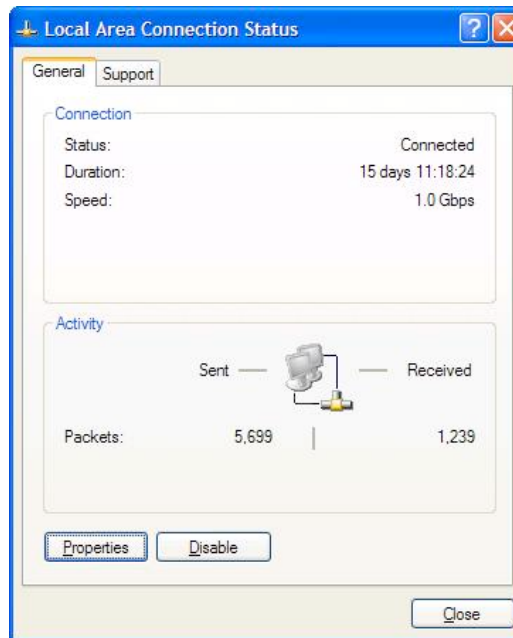 Local Area Connection Status
General Support
Connection
Status: Connected
Duration: 15 days 11:18:24
Speed: 1.0 Gbps
Activity
Sent Received
Packets: 5,699 1,239
Properties Disable
Close